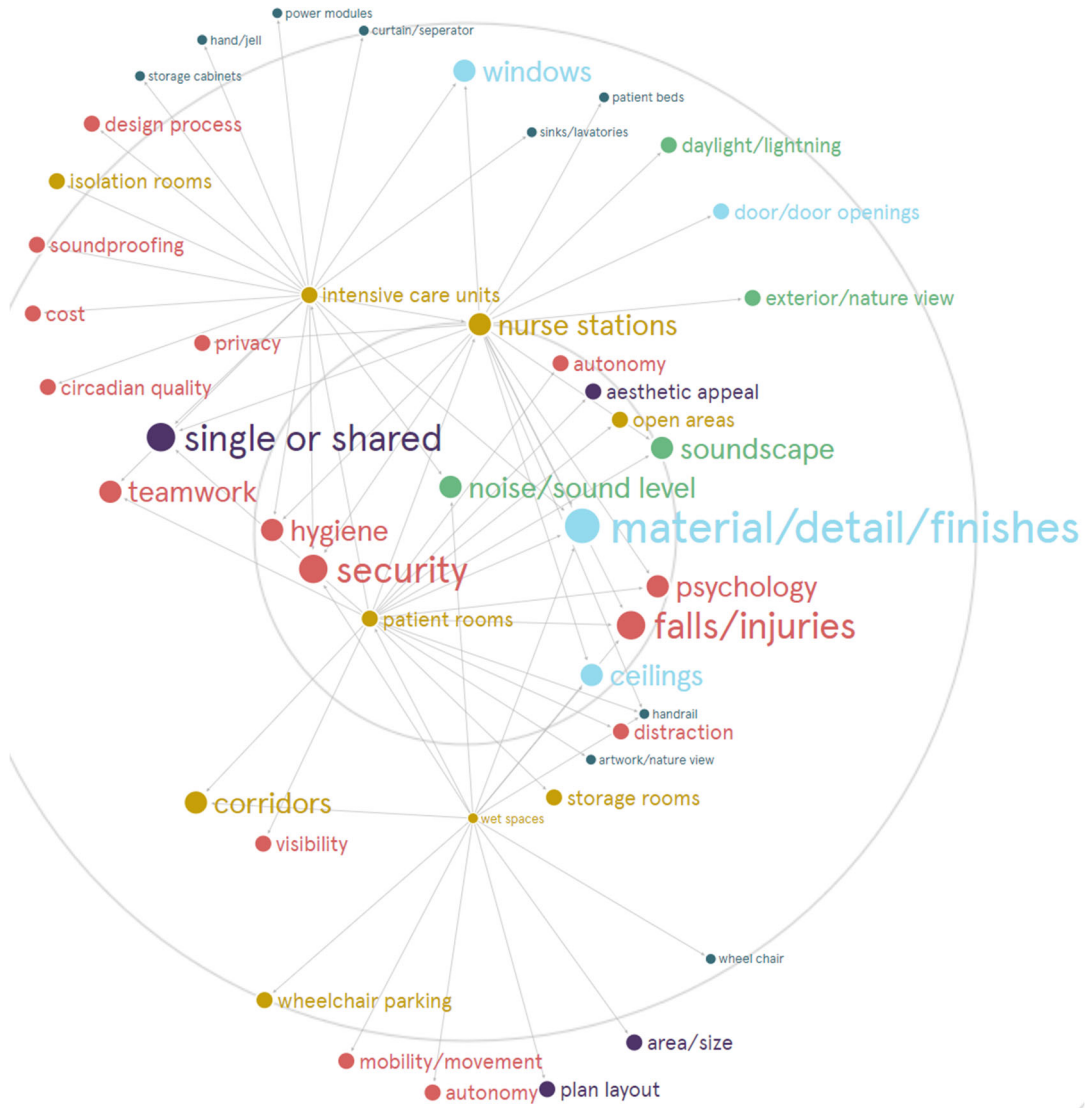 power modules
curtain/seperator
hand/jell
windows
storage cabinets
patient beds
design process
sinks/lavatories
daylight/lightning
isolation rooms
door/door openings
soundproofing
intensive care units
exterior/nature view
cost
nurse stations
privacy
autonomy
circadian quality
aesthetic appeal
open areas
single or shared
soundscape
teamwork
noise/sound level
hygiene
material/detail/finishes
security
psychology
patient rooms
falls/injuries
ceilings
handrail
distraction
artwork/nature view
corridors
storage rooms
wet spaces
visibility
wheel chair
wheelchair parking
area/size
mobility/movement
autonomy
plan layout